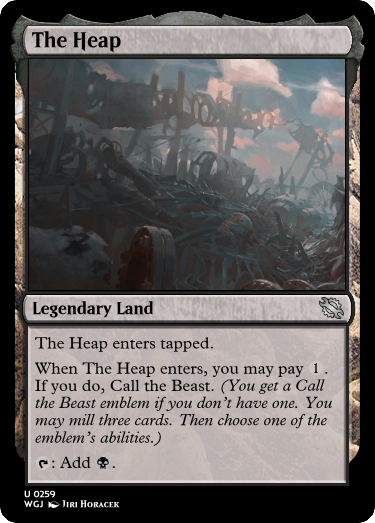 The Heap
Legendary Land
The Heap enters tapped.
When The Heap enters, you may pay 1.
If you do, Call the Beast. (You get a Call
the Beast emblem if you don't have one. You
may mill three cards. Then choose one of the
emblem's abilities.)
: Add .
U 0259
WGJ Jiri Horacek